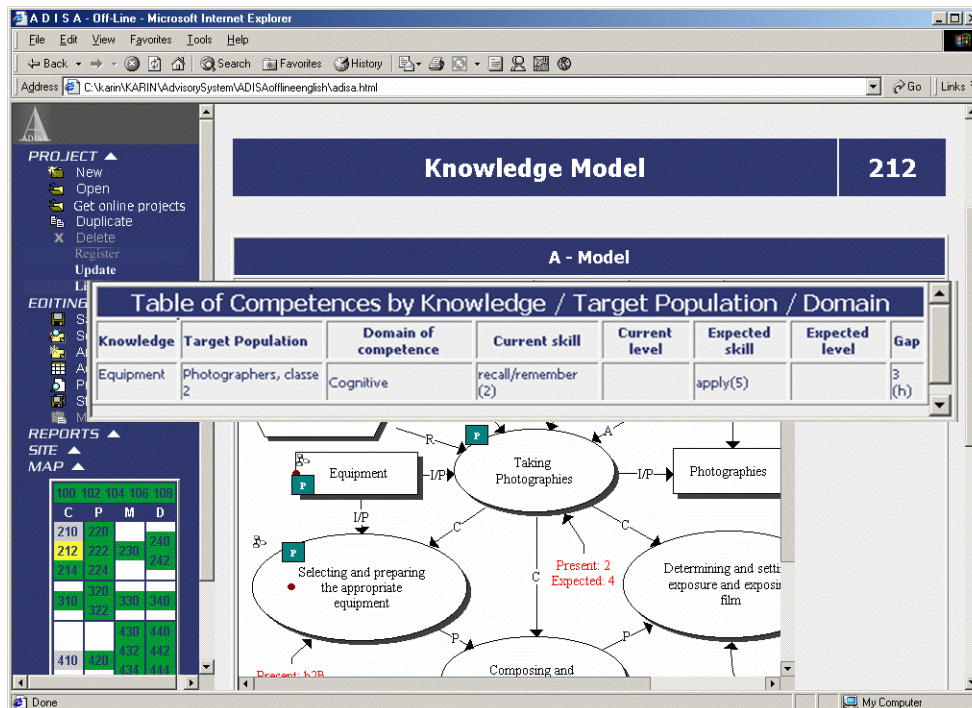 A D I S A - Off-Line - Microsoft Internet Explorer
File Edit View Favorites Tools Help
Back Search Favorites History
Address C:\karin\KARIN\AdvisorySystem\ADISAofflineenglish\adisa.html Go Links
ADISA
PROJECT
New
Open
Get online projects
Duplicate
X Delete
Register
Update
Li
EDITING
S
S
A
A
P
S
M
REPORTS
SITE
MAP
100 102 104 106 108
C P M D
210 220 240
212 222 230 242
214 224
310 320 330 340
322
430 440
432 442
410 420 434 444
Knowledge Model 212
A - Model
Table of Competences by Knowledge / Target Population / Domain
Knowledge Target Population Domain of competence Current skill Current level Expected skill Expected level Gap
Equipment Photographers, classe 2 Cognitive recall/remember (2) apply(5) 3 (h)
R P A
Equipment I/P Taking Photographies I/P Photographies
P
I/P C C
P
Selecting and preparing the appropriate equipment
C
Present: 2
Expected: 4
Determining and setti
exposure and exposin
film
P P
Composing and
Present: b2B
Done My Computer